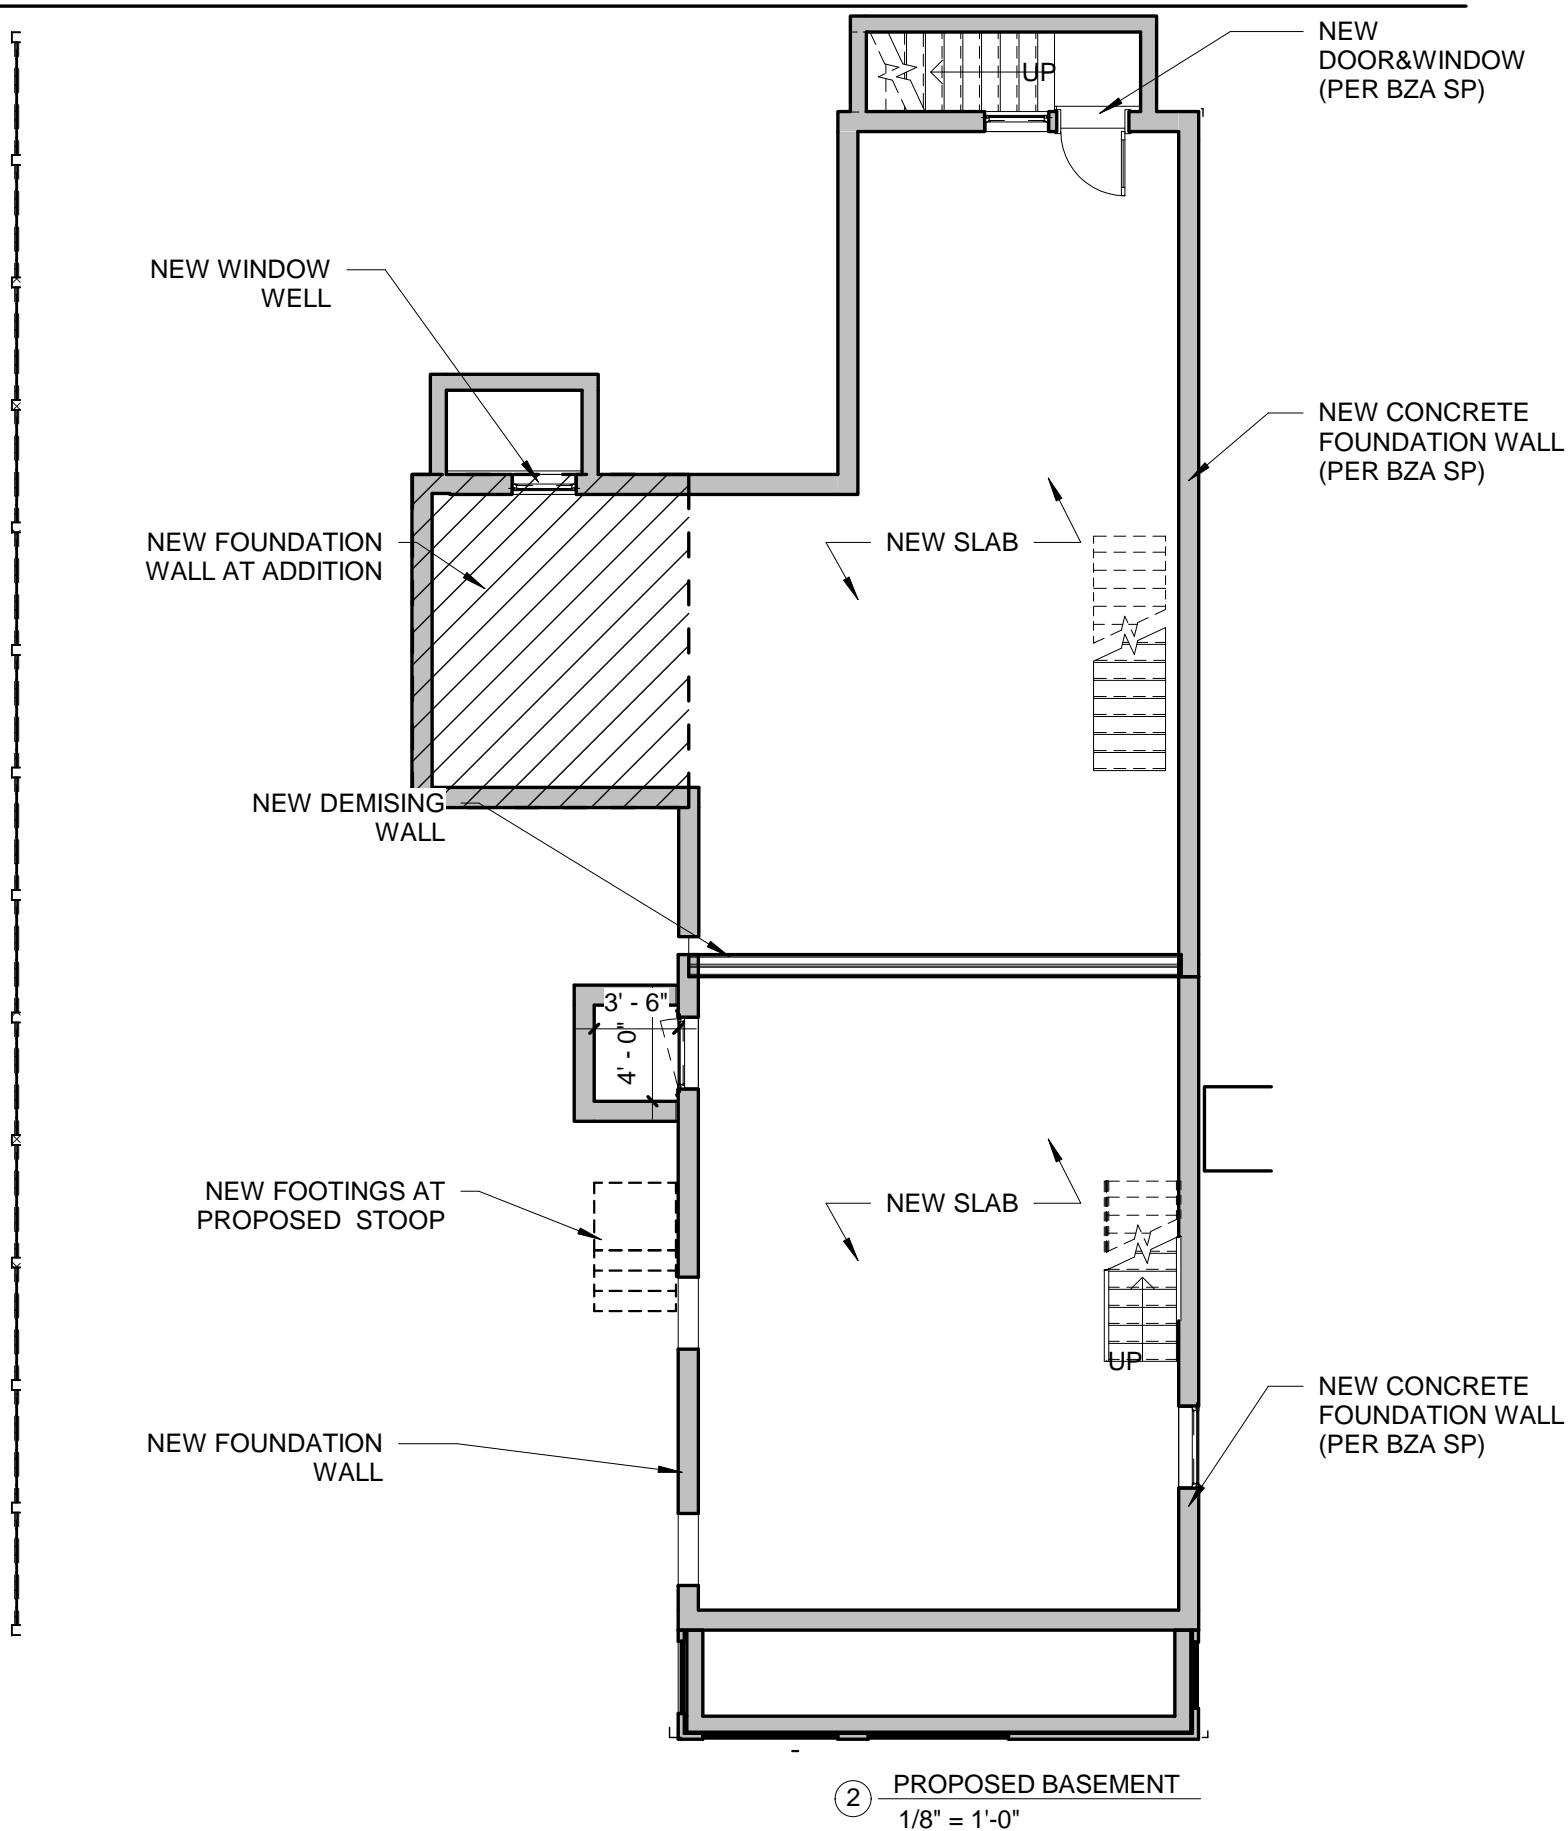 NEW
DOOR&WINDOW
(PER BZA SP)
UP
NEW WINDOW
WELL
NEW CONCRETE
FOUNDATION WALL
(PER BZA SP)
NEW FOUNDATION
WALL AT ADDITION
NEW SLAB
NEW DEMISING
WALL
3' - 6"
4' - 0"
NEW FOOTINGS AT
PROPOSED  STOOP
NEW SLAB
UP
NEW CONCRETE
FOUNDATION WALL
(PER BZA SP)
NEW FOUNDATION
WALL
-
2
PROPOSED BASEMENT
1/8" = 1'-0"